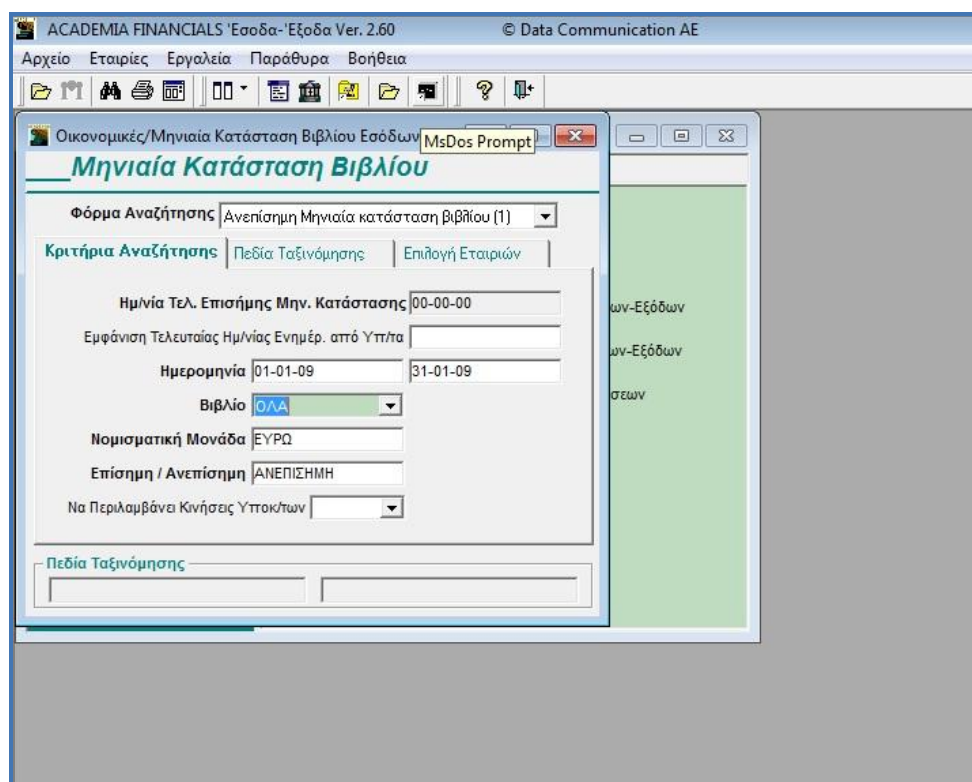 ACADEMIA FINANCIALS 'Εσοδα-'Εξοδα Ver. 2.60 © Data Communication AE
Αρχείο Εταιρίες Εργαλεία Παράθυρα Βοήθεια
Οικονομικές/Μηνιαία Κατάσταση Βιβλίου Εσόδων
MsDos Prompt
Μηνιαία Κατάσταση Βιβλίου
Φόρμα Αναζήτησης Ανεπίσημη Μηνιαία κατάσταση βιβλίου (1)
Κριτήρια Αναζήτησης Πεδία Ταξινόμησης Επιλογή Εταιριών
Ημ/νία Τελ. Επισήμης Μην. Κατάστασης 00-00-00
Εμφάνιση Τελευταίας Ημ/νίας Ενημέρ. από Υπ/τα
Ημερομηνία 01-01-09 31-01-09
Βιβλίο ΟΛΑ
Νομισματική Μονάδα ΕΥΡΩ
Επίσημη / Ανεπίσημη ΑΝΕΠΙΣΗΜΗ
Να Περιλαμβάνει Κινήσεις Υποκ/των
Πεδία Ταξινόμησης
ων-Εξόδων
ων-Εξόδων
σεων